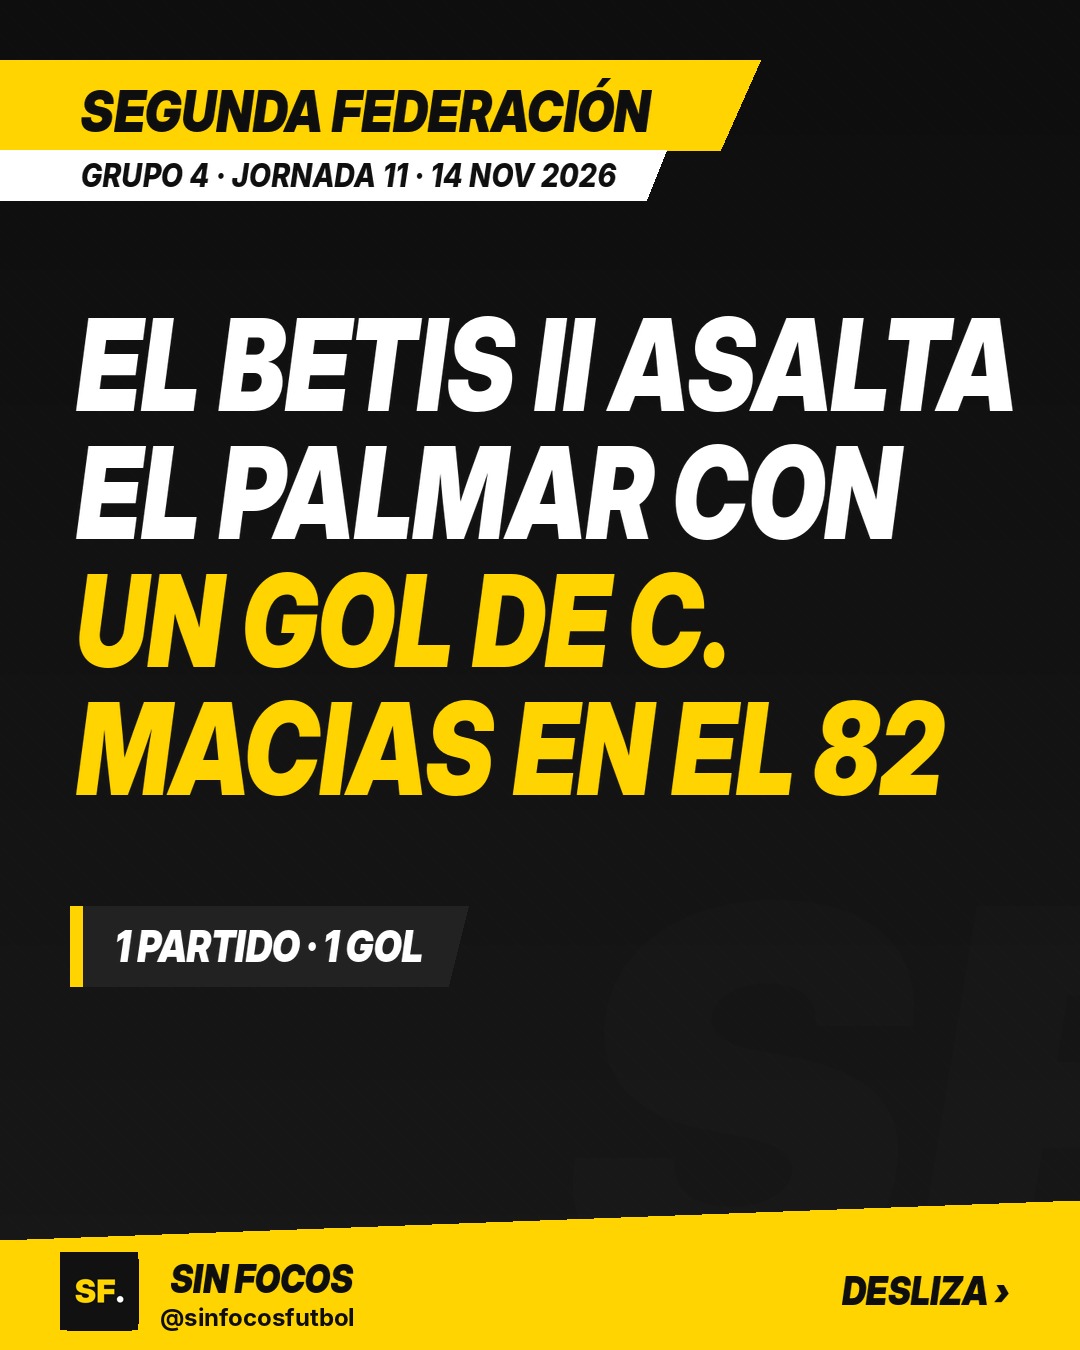 SEGUNDA FEDERACIÓN
GRUPO 4 · JORNADA 11 · 14 NOV 2026
EL BETIS II ASALTA
EL PALMAR CON
UN GOL DE C.
MACIAS EN EL 82
1 PARTIDO · 1 GOL
SF
SF.
SIN FOCOS
@sinfocosfutbol
DESLIZA ›